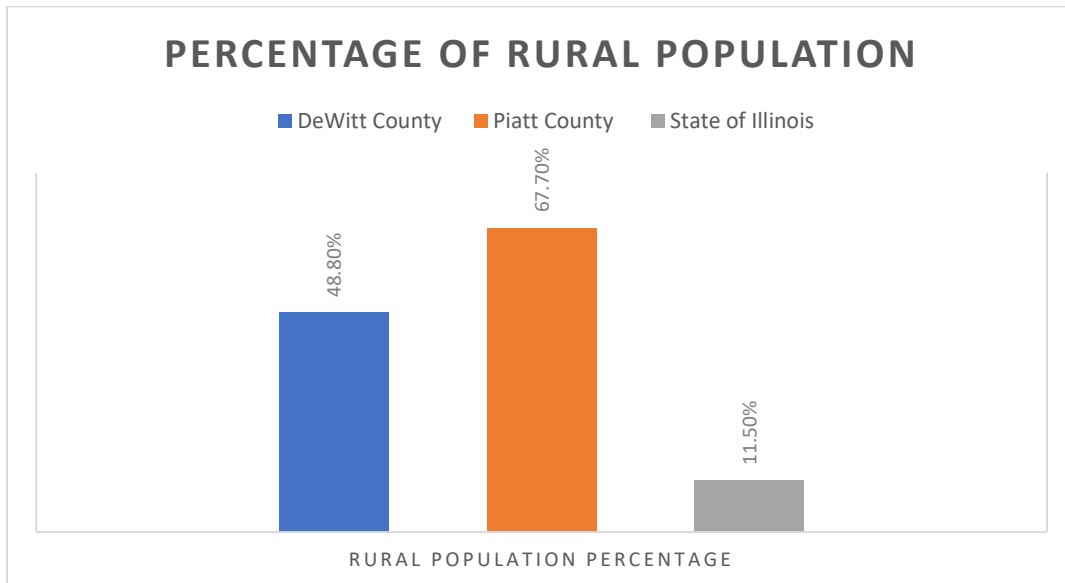 PERCENTAGE OF RURAL POPULATION
DeWitt County Piatt County State of Illinois
48.80%
67.70%
11.50%
RURAL POPULATION PERCENTAGE